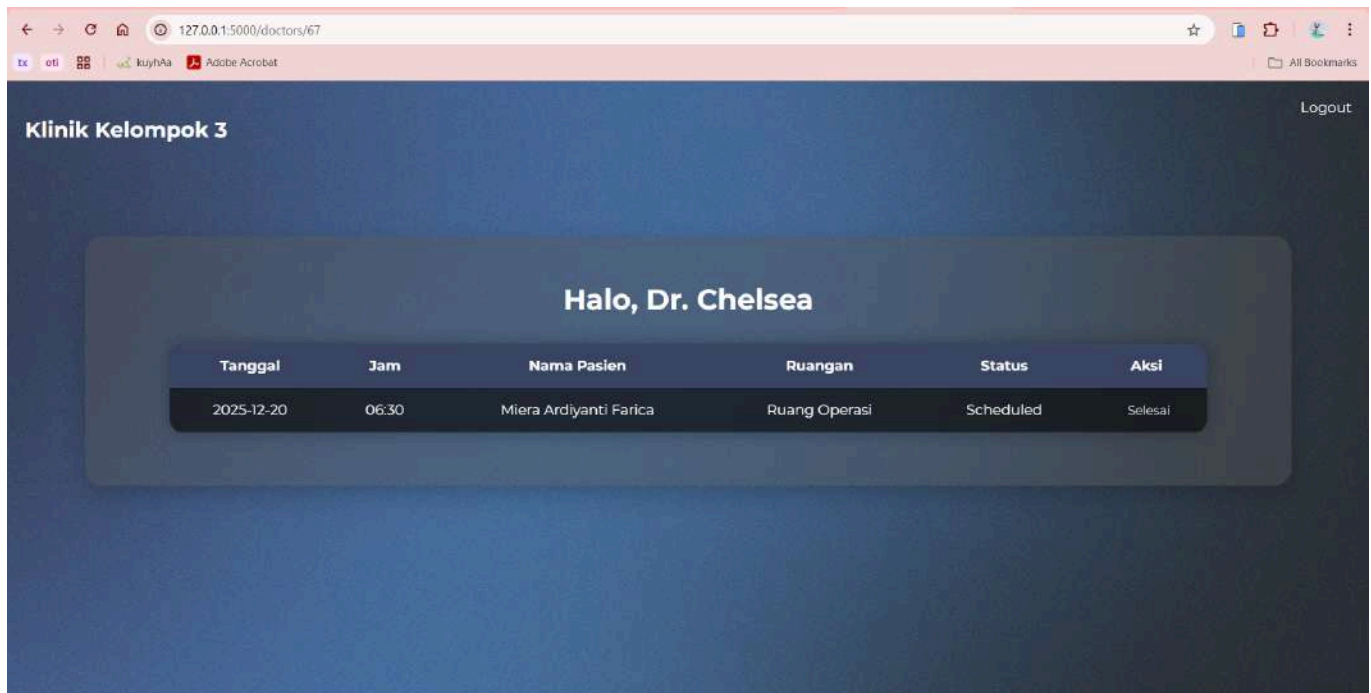 127.0.0.1:5000/doctors/67
tx oti kuyhAa Adobe Acrobat All Bookmarks
Logout
Klinik Kelompok 3
Halo, Dr. Chelsea
Tanggal Jam Nama Pasien Ruangan Status Aksi
2025-12-20 06:30 Miera Ardiyanti Farica Ruang Operasi Scheduled Selesai